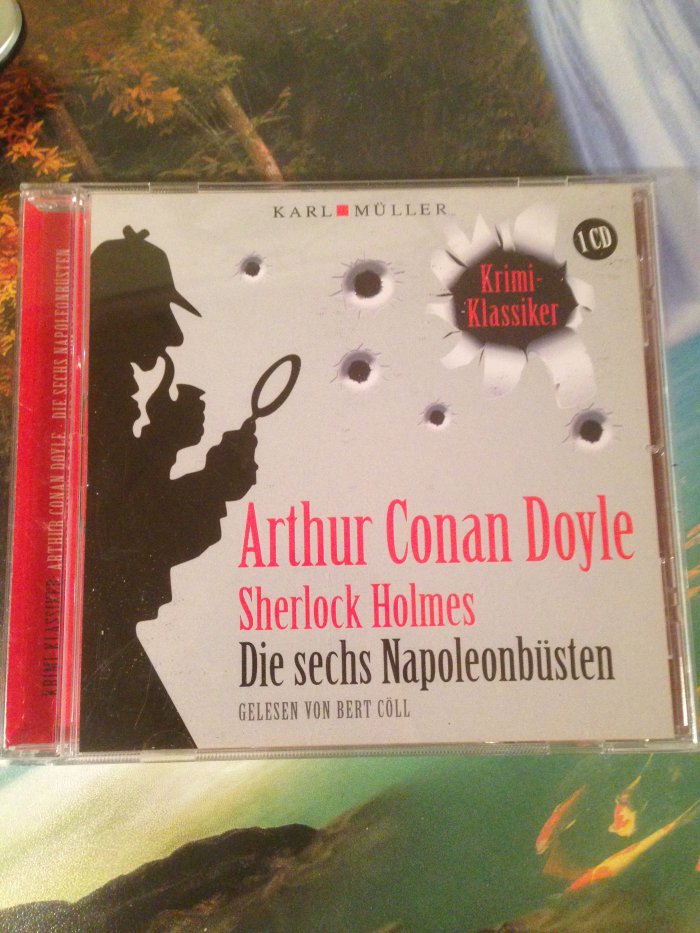 KARL MÜLLER
1 CD
Krimi-
Klassiker
Arthur Conan Doyle
Sherlock Holmes
Die sechs Napoleonbüsten
GELESEN VON BERT CÖLL
KRIMI KLASSIKER ARTHUR CONAN DOYLE . DIE SECHS NAPOLEONBÜSTEN